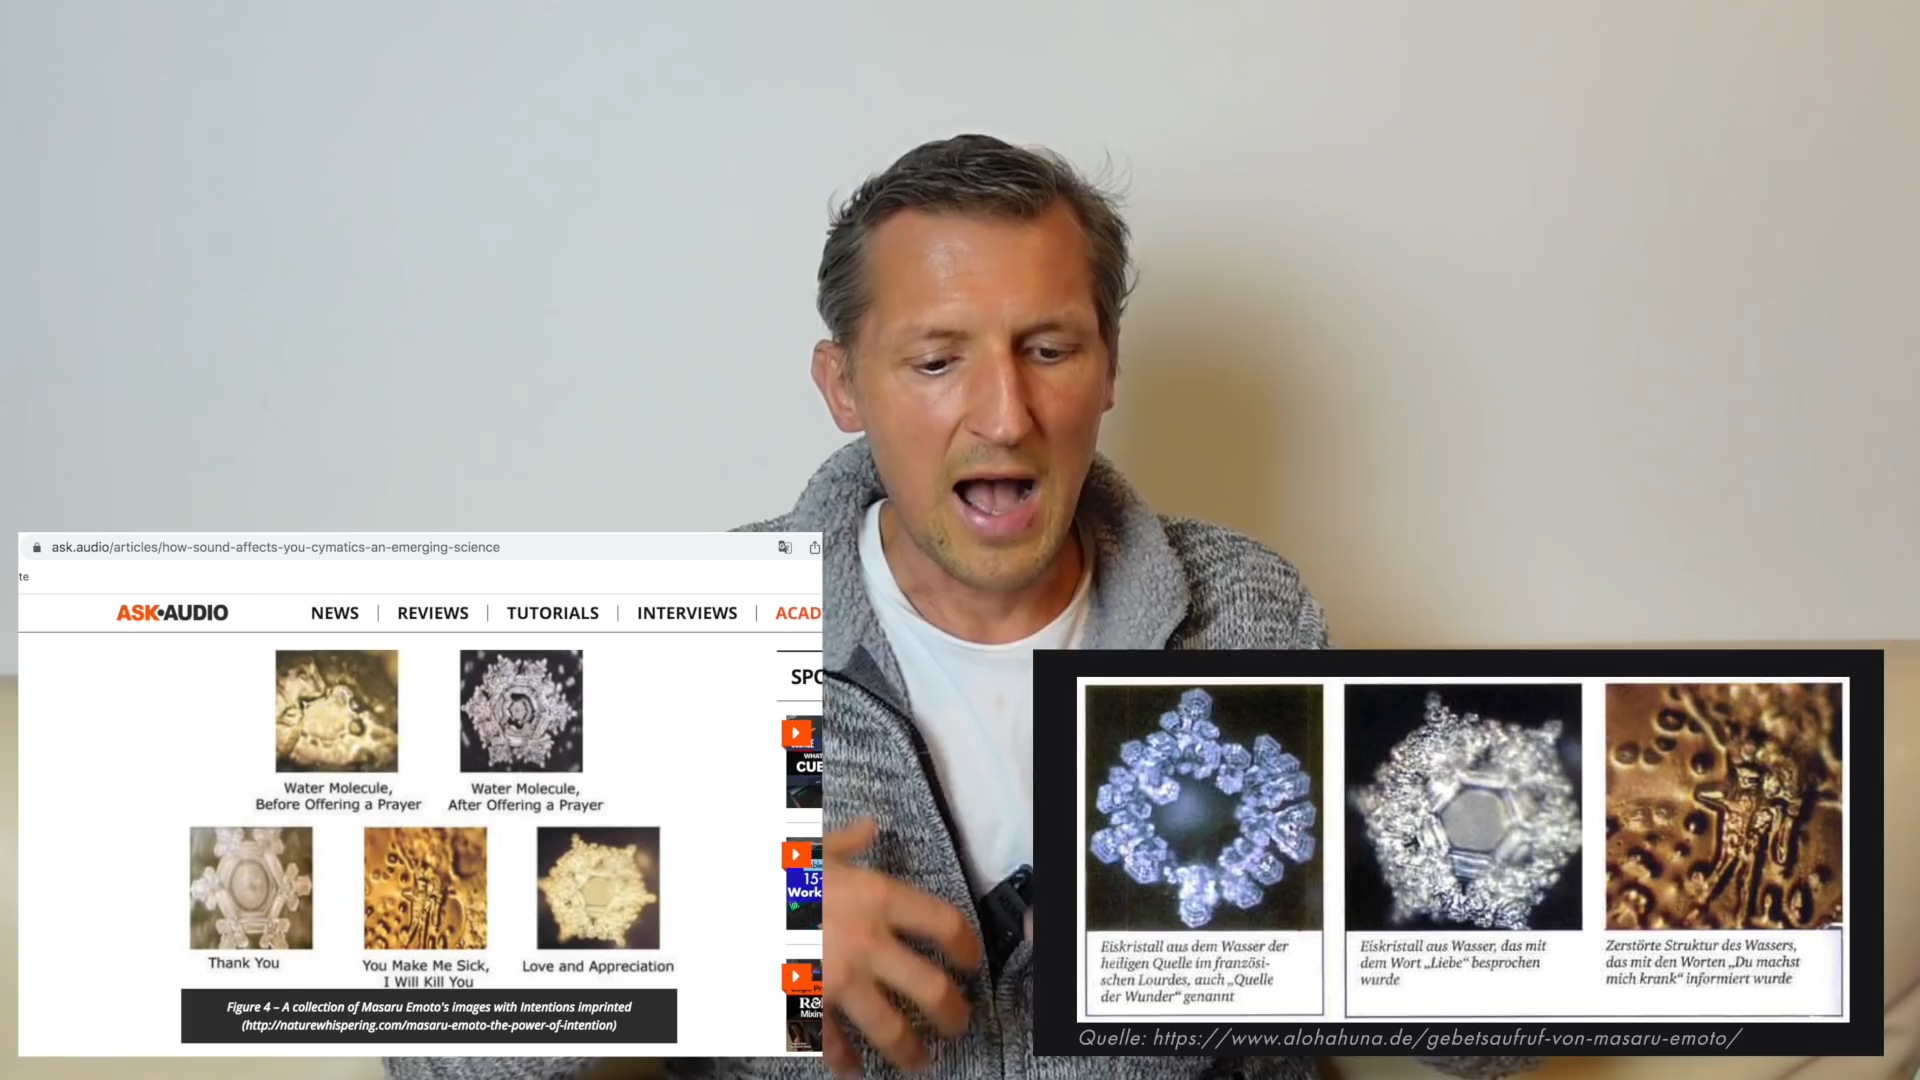 ask.audio/articles/how-sound-affects-you-cymatics-an-emerging-science
te
ASK•AUDIO
NEWS
REVIEWS
TUTORIALS
INTERVIEWS
ACAD
SPO
WHAT
CUE
15-
Work
R&
Mixin
Water Molecule,
Before Offering a Prayer
Water Molecule,
After Offering a Prayer
Thank You
You Make Me Sick,
I Will Kill You
Love and Appreciation
Figure 4 – A collection of Masaru Emoto's images with Intentions imprinted
(http://naturewhispering.com/masaru-emoto-the-power-of-intention)
Eiskristall aus dem Wasser der
heiligen Quelle im französi-
schen Lourdes, auch „Quelle
der Wunder" genannt
Eiskristall aus Wasser, das mit
dem Wort „Liebe" besprochen
wurde
Zerstörte Struktur des Wassers,
das mit den Worten „Du machst
mich krank" informiert wurde
Quelle: https://www.alohahuna.de/gebetsaufruf-von-masaru-emoto/